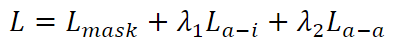 L = L_{mask} + λ_1 L_{a-i} + λ_2 L_{a-a}